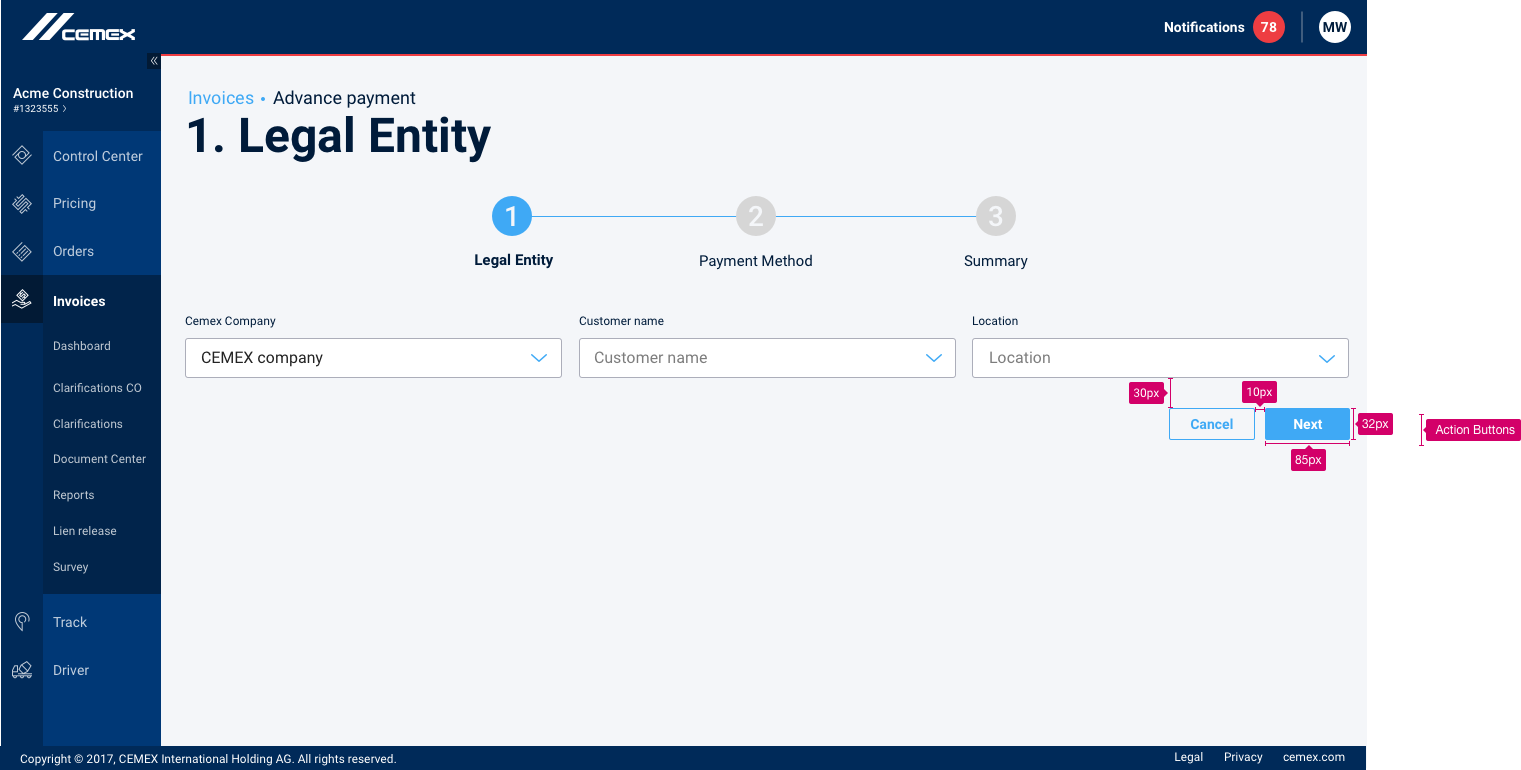 CEMEX
Notifications 78 MW
«
Acme Construction
#1323555 >
Control Center
Pricing
Orders
Invoices
Dashboard
Clarifications CO
Clarifications
Document Center
Reports
Lien release
Survey
Track
Driver
Invoices • Advance payment
1. Legal Entity
1 2 3
Legal Entity Payment Method Summary
Cemex Company Customer name Location
CEMEX company Customer name Location
30px 10px
Cancel Next 32px Action Buttons
85px
Copyright © 2017, CEMEX International Holding AG. All rights reserved. Legal Privacy cemex.com